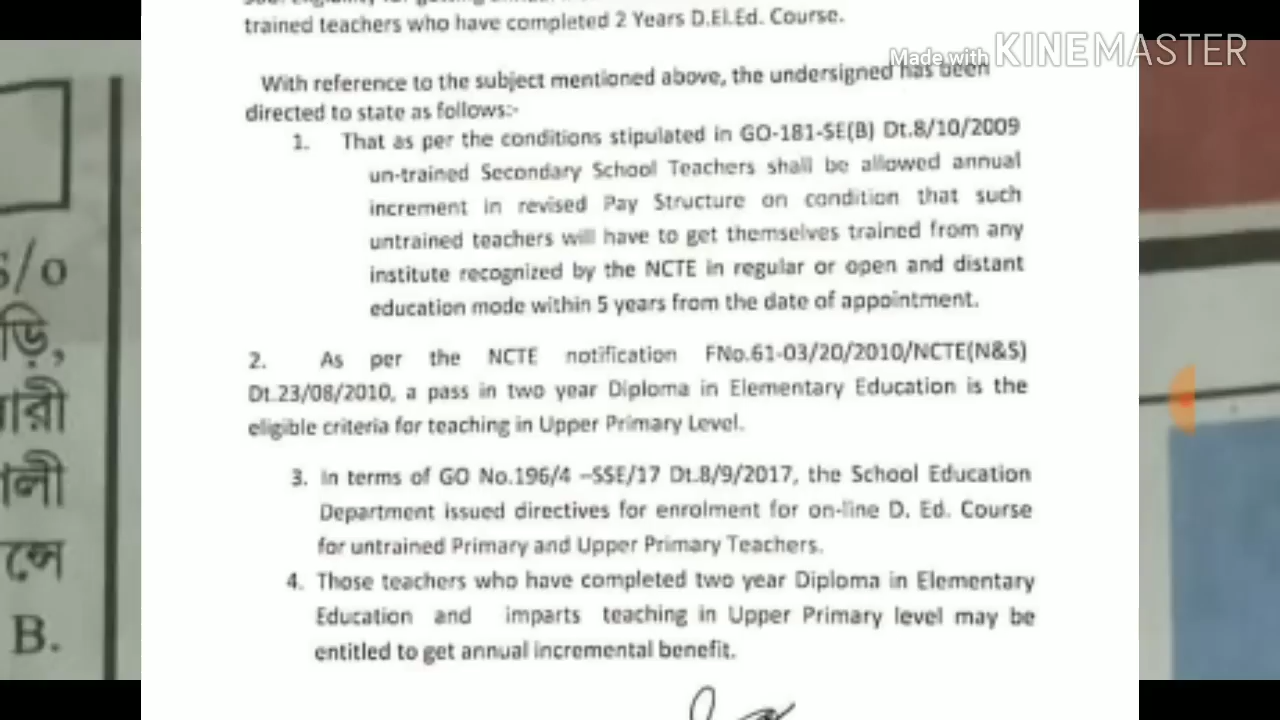 trained teachers who have completed 2 Years D.El.Ed. Course.
Made with KINEMASTER
With reference to the subject mentioned above, the undersigned has been
directed to state as follows:-
1. That as per the conditions stipulated in GO-181-SE(B) Dt.8/10/2009
un-trained Secondary School Teachers shall be allowed annual
increment in revised Pay Structure on condition that such
untrained teachers will have to get themselves trained from any
institute recognized by the NCTE in regular or open and distant
education mode within 5 years from the date of appointment.
2. As per the NCTE notification FNo.61-03/20/2010/NCTE(N&S)
Dt.23/08/2010, a pass in two year Diploma in Elementary Education is the
eligible criteria for teaching in Upper Primary Level.
3. In terms of GO No.196/4 –SSE/17 Dt.8/9/2017, the School Education
Department issued directives for enrolment for on-line D. Ed. Course
for untrained Primary and Upper Primary Teachers.
4. Those teachers who have completed two year Diploma in Elementary
Education and imparts teaching in Upper Primary level may be
entitled to get annual incremental benefit.
S/o
B.